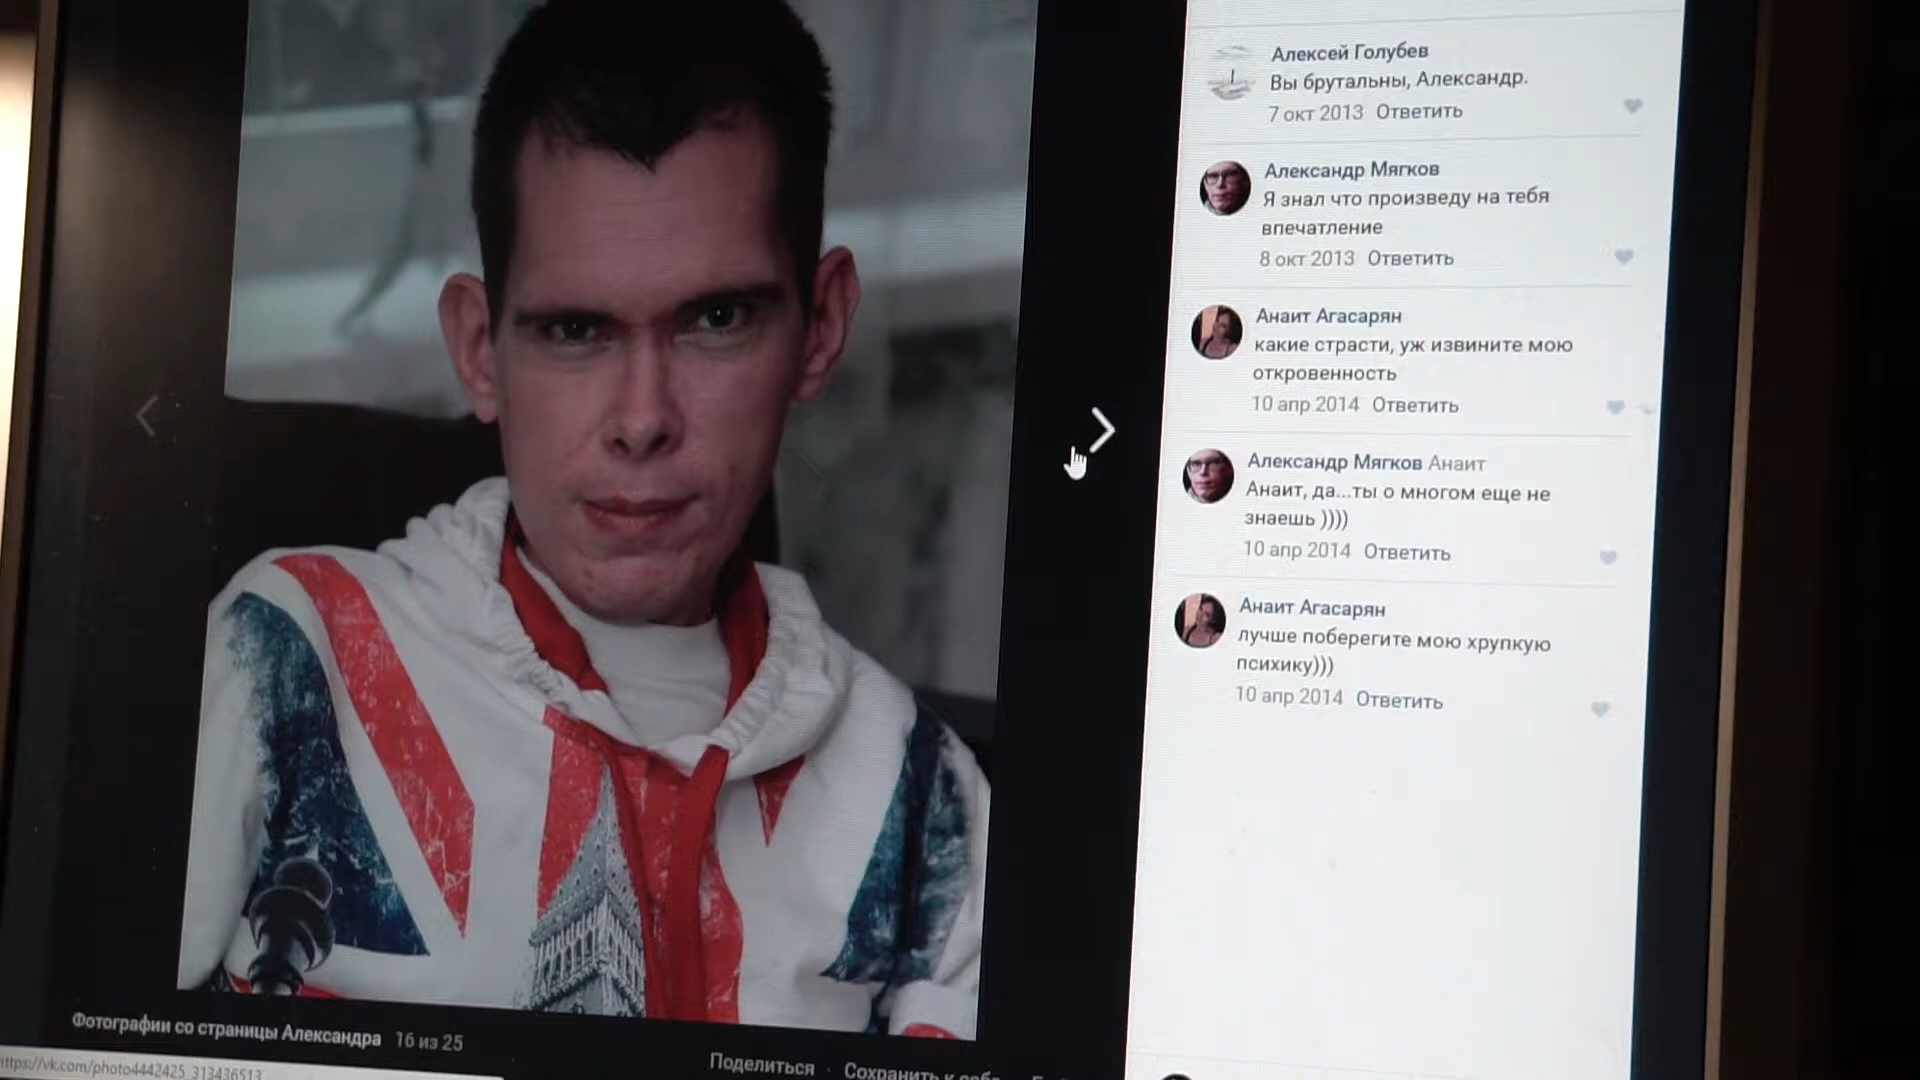 Алексей Голубев
Вы брутальны, Александр.
7 окт 2013 Ответить
Александр Мягков
Я знал что произведу на тебя
впечатление
8 окт 2013 Ответить
Анаит Агасарян
какие страсти, уж извините мою
откровенность
10 апр 2014 Ответить
Александр Мягков Анаит
Анаит, да...ты о многом еще не
знаешь ))))
10 апр 2014 Ответить
Анаит Агасарян
лучше поберегите мою хрупкую
психику)))
10 апр 2014 Ответить
Фотографии со страницы Александра 16 из 25
Поделиться · Сохранить к себе
https://vk.com/photo4442425_313436513